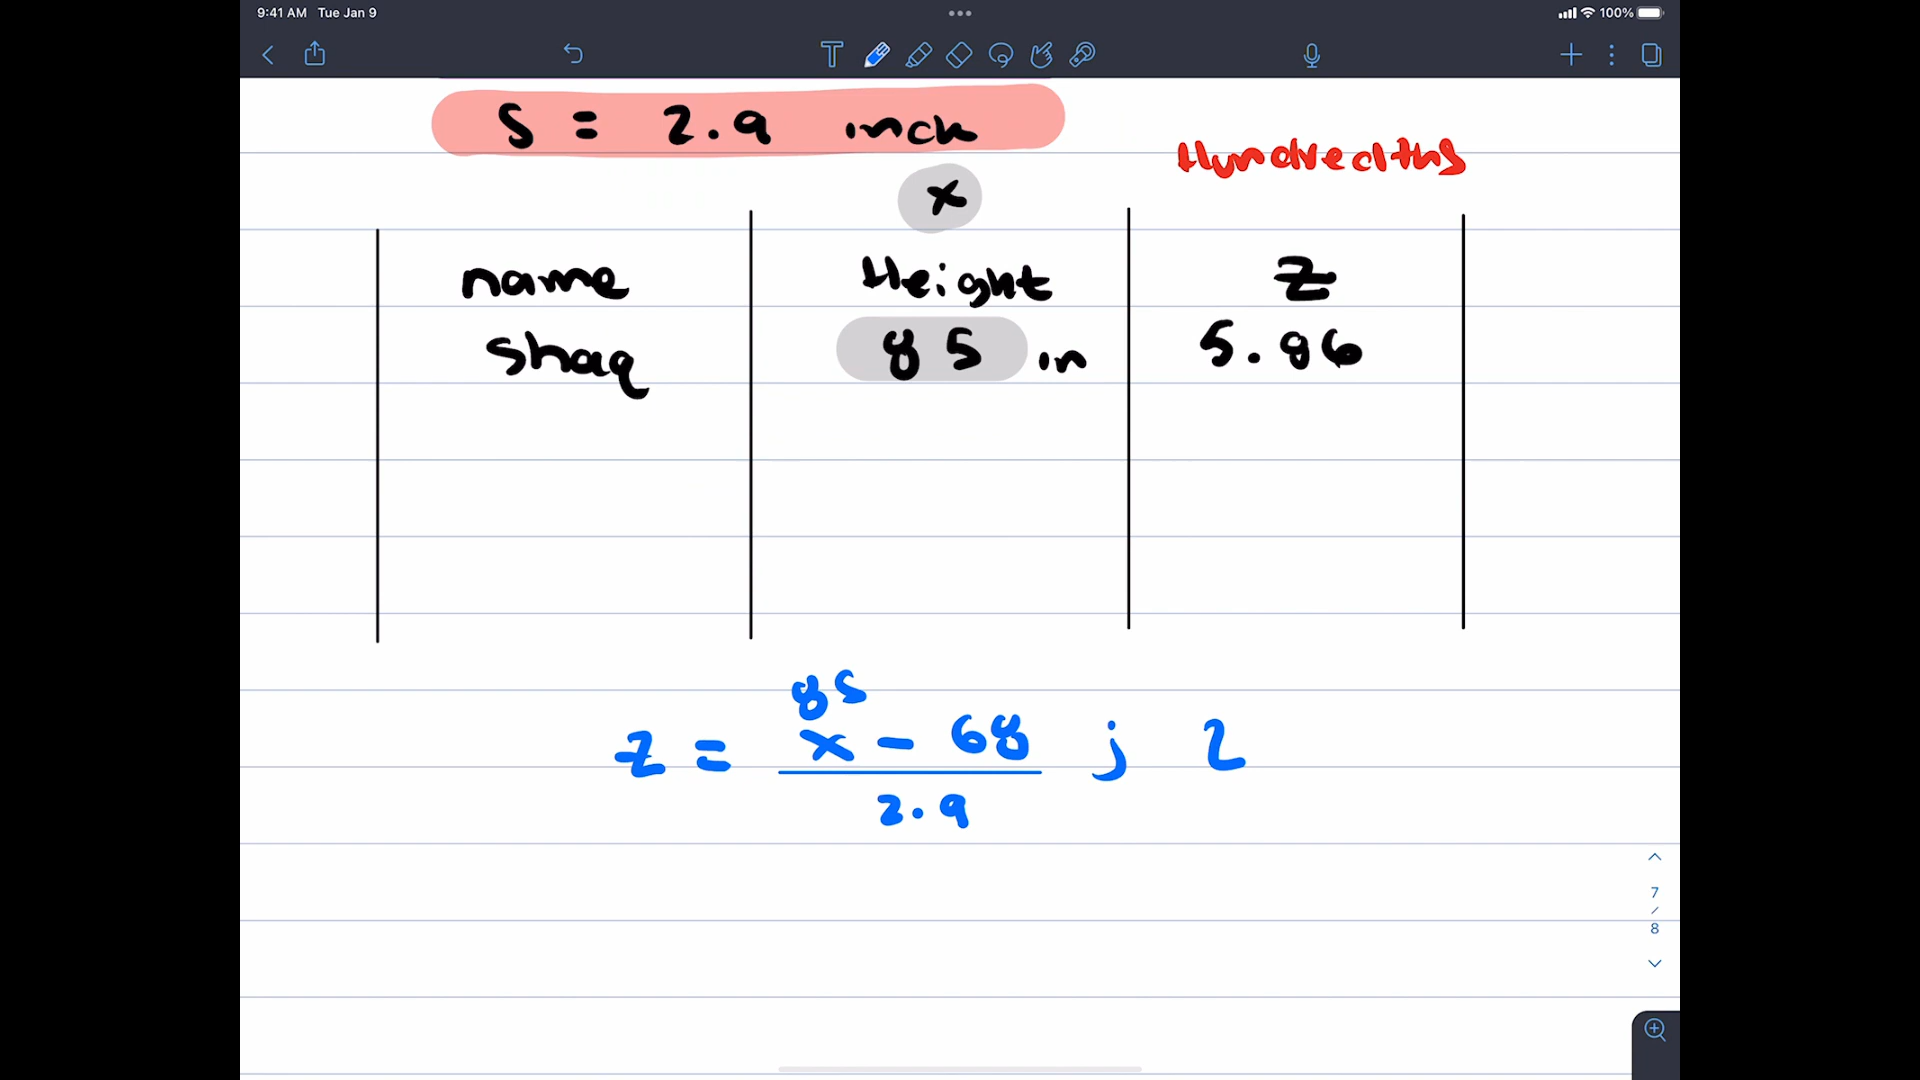 9:41 AM Tue Jan 9
100%
S = 2.9 inch
Hundredths
x
name Height Z
Shaq 85 in 5.86
85
z = x - 68 ; 2
2.9
7
/
8